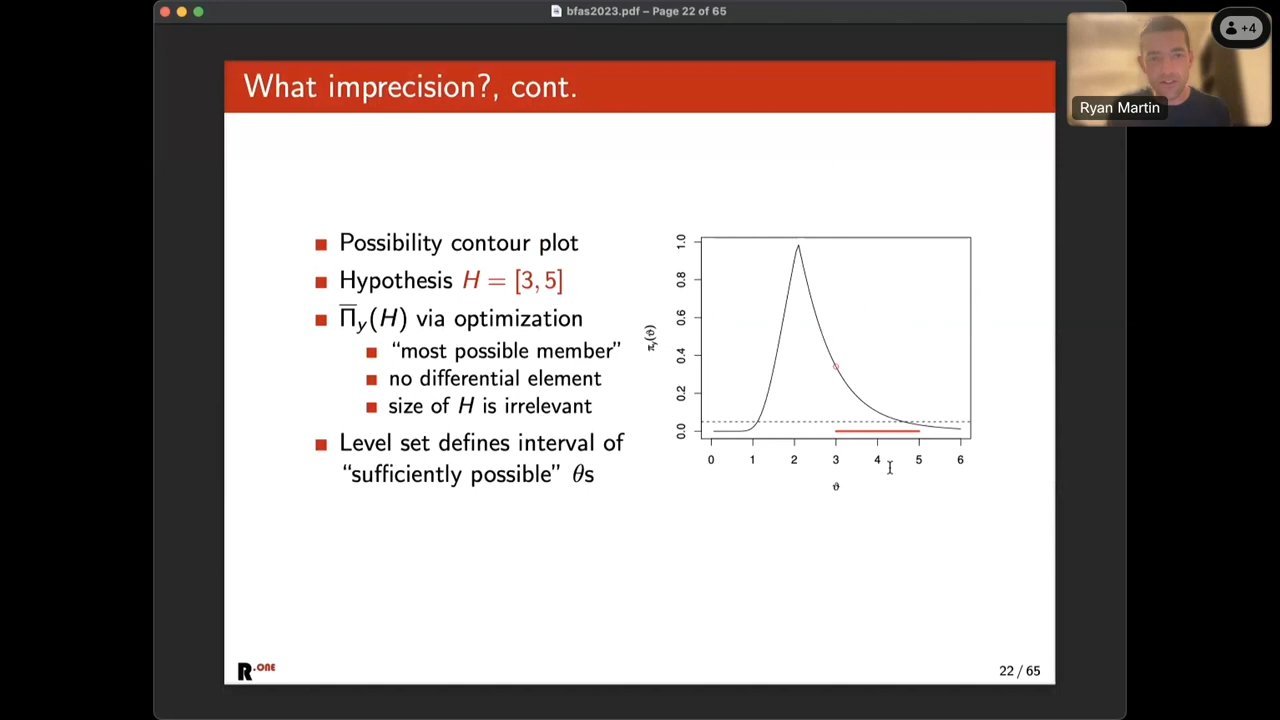 bfas2023.pdf – Page 22 of 65
+4
Ryan Martin
What imprecision?, cont.
■ Possibility contour plot
■ Hypothesis H = [3, 5]
■ Π̅y(H) via optimization
■ “most possible member”
■ no differential element
■ size of H is irrelevant
■ Level set defines interval of
“sufficiently possible” θs
πy(ϑ)
1.0
0.8
0.6
0.4
0.2
0.0
0 1 2 3 4 5 6
ϑ
R.ONE
22 / 65